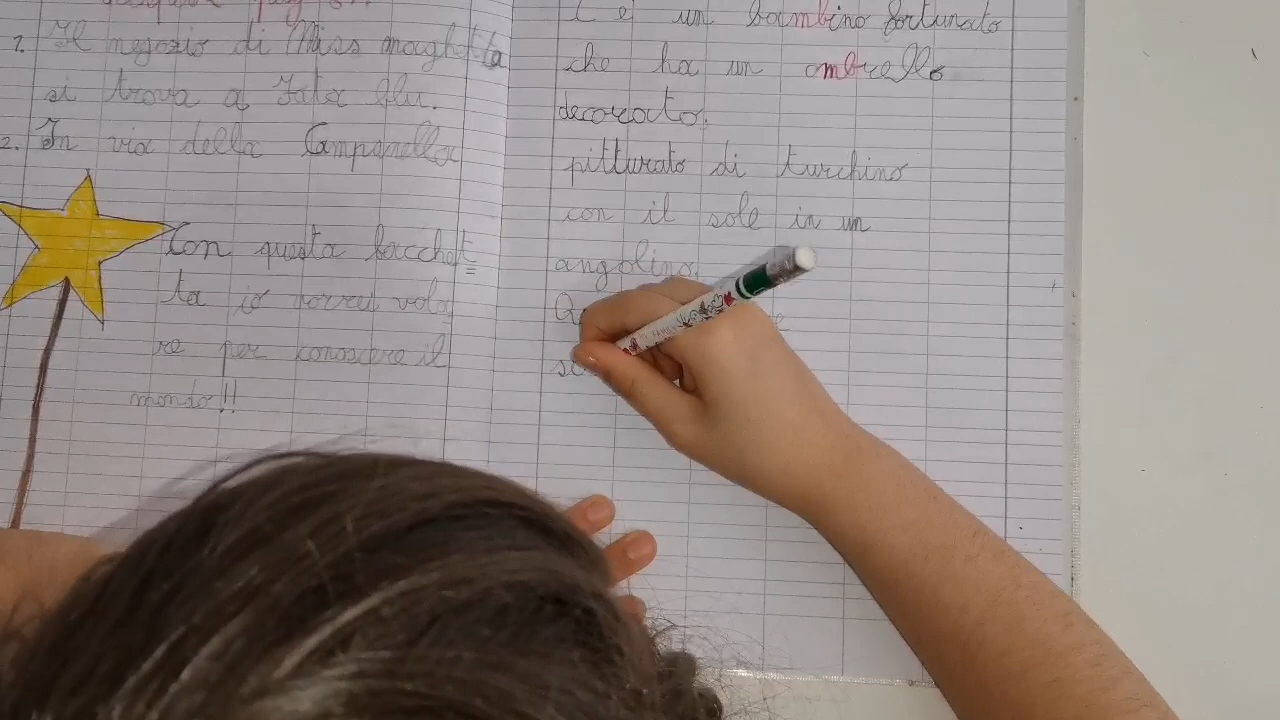 1. Il negozio di Miss maghetta
si trova a Fata blu.
2. In via della Campanella
Con questa bacchet
ta io vorrei vola
re per conoscere il
mondo!!
C'è un bambino fortunato
che ha un ombrello
decorato,
pitturato di turchino
con il sole in un
angolino.